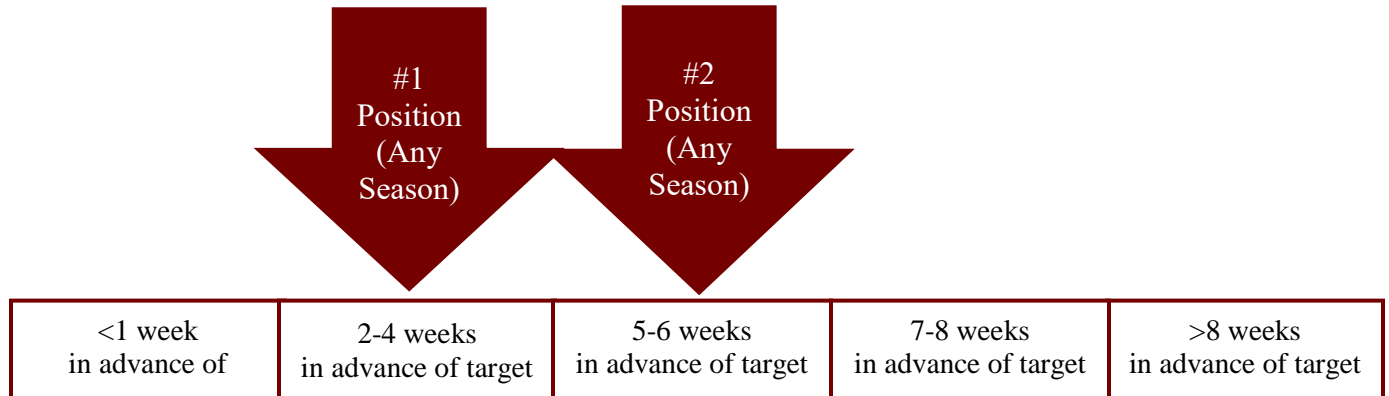 #1
Position
(Any
Season)
#2
Position
(Any
Season)
<1 week
in advance of
2-4 weeks
in advance of target
5-6 weeks
in advance of target
7-8 weeks
in advance of target
>8 weeks
in advance of target